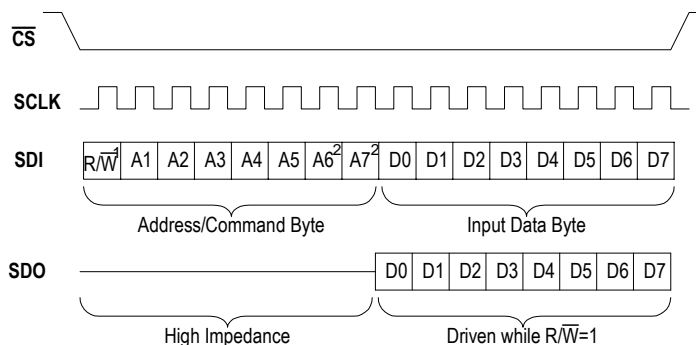 CS
SCLK
SDI R/W¹ A1 A2 A3 A4 A5 A6² A7² D0 D1 D2 D3 D4 D5 D6 D7
Address/Command Byte Input Data Byte
SDO D0 D1 D2 D3 D4 D5 D6 D7
High Impedance Driven while R/W=1